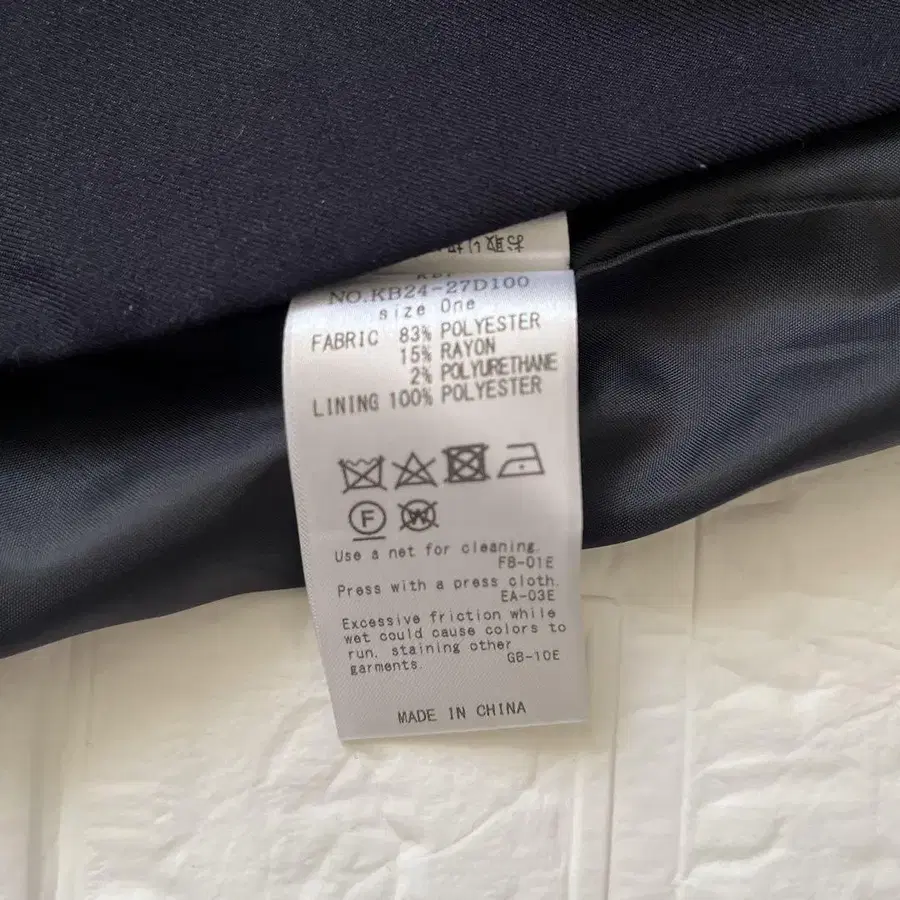 NO.KB24-27D100
size One
FABRIC 83% POLYESTER
15% RAYON
2% POLYURETHANE
LINING 100% POLYESTER
F
W
Use a net for cleaning.
FB-01E
Press with a press cloth.
EA-03E
Excessive friction while
wet could cause colors to
run, staining other
garments. GB-10E
MADE IN CHINA